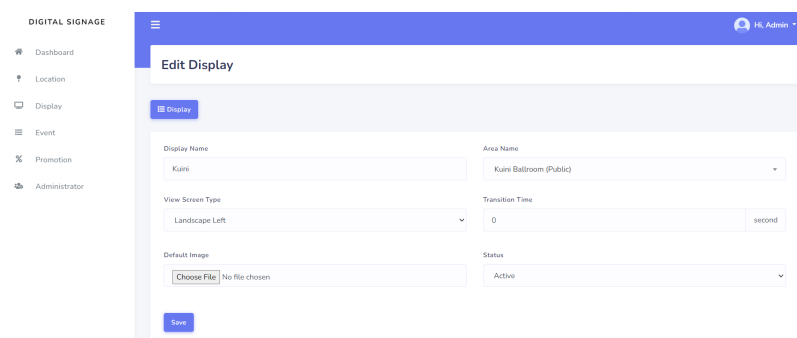 DIGITAL SIGNAGE
Hi, Admin
Dashboard
Location
Display
Event
Promotion
Administrator
Edit Display
Display
Display Name
Kuini
Area Name
Kuini Ballroom (Public)
View Screen Type
Landscape Left
Transition Time
0 second
Default Image
Choose File No file chosen
Status
Active
Save